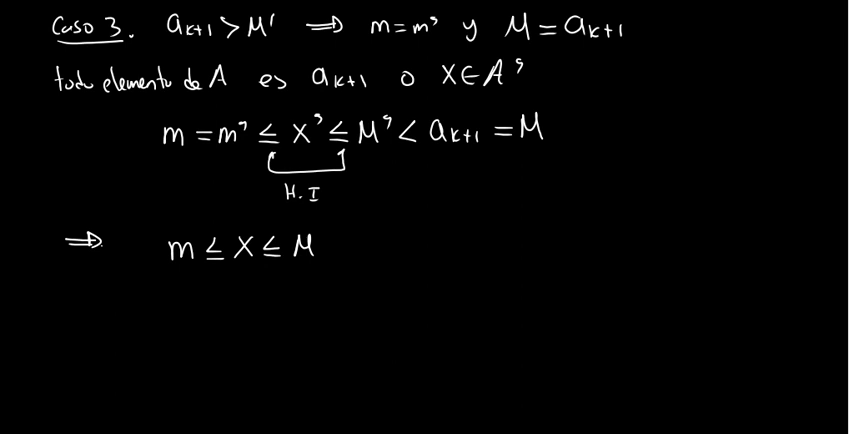 Caso 3. a_{k+1} > M' ⟹ m = m' y M = a_{k+1}
todo elemento de A es a_{k+1} o X ∈ A'
m = m' ≤ X' ≤ M' < a_{k+1} = M
H.I
⟹ m ≤ X ≤ M